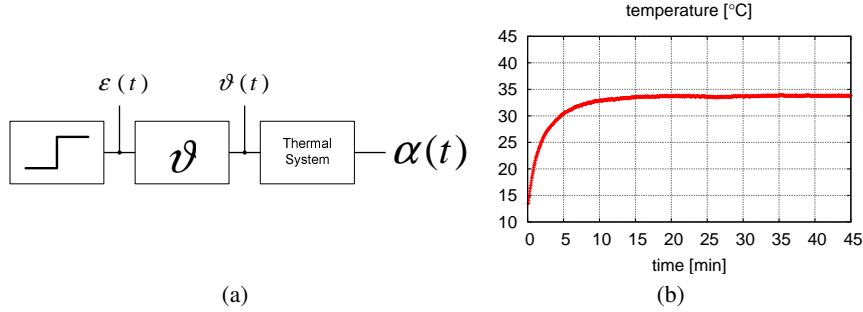 ε(t)
ϑ(t)
ϑ
Thermal
System
α(t)
(a)
temperature [°C]
45
40
35
30
25
20
15
10
0 5 10 15 20 25 30 35 40 45
time [min]
(b)